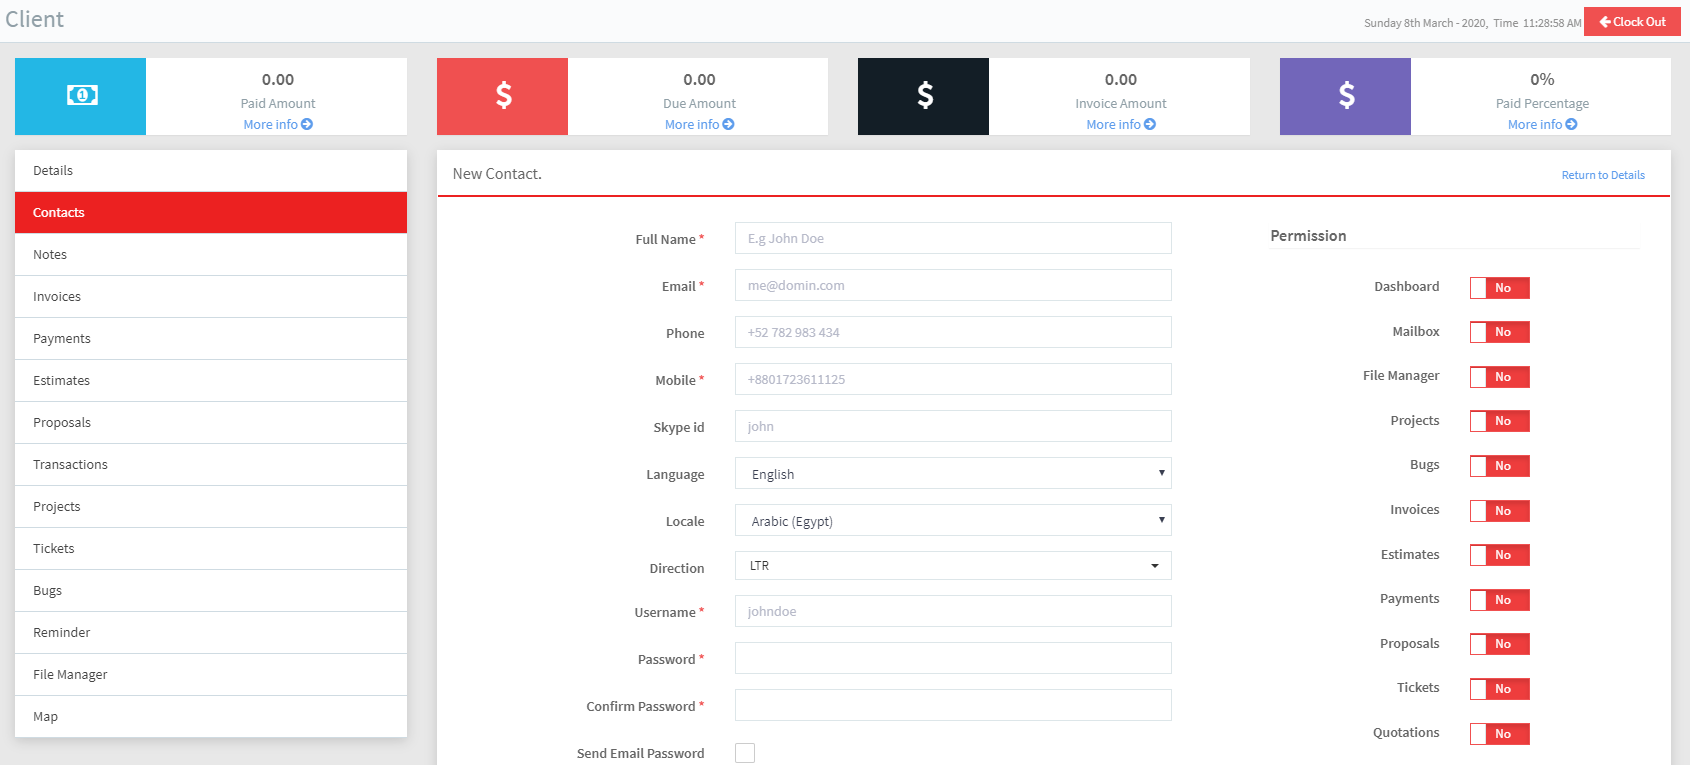 Client
Sunday 8th March - 2020, Time 11:28:58 AM
Clock Out
0.00
Paid Amount
More info
0.00
Due Amount
More info
0.00
Invoice Amount
More info
0%
Paid Percentage
More info
Details
Contacts
Notes
Invoices
Payments
Estimates
Proposals
Transactions
Projects
Tickets
Bugs
Reminder
File Manager
Map
New Contact.
Return to Details
Full Name *
E.g John Doe
Email *
me@domin.com
Phone
+52 782 983 434
Mobile *
+8801723611125
Skype id
john
Language
English
Locale
Arabic (Egypt)
Direction
LTR
Username *
johndoe
Password *
Confirm Password *
Send Email Password
Permission
Dashboard No
Mailbox No
File Manager No
Projects No
Bugs No
Invoices No
Estimates No
Payments No
Proposals No
Tickets No
Quotations No